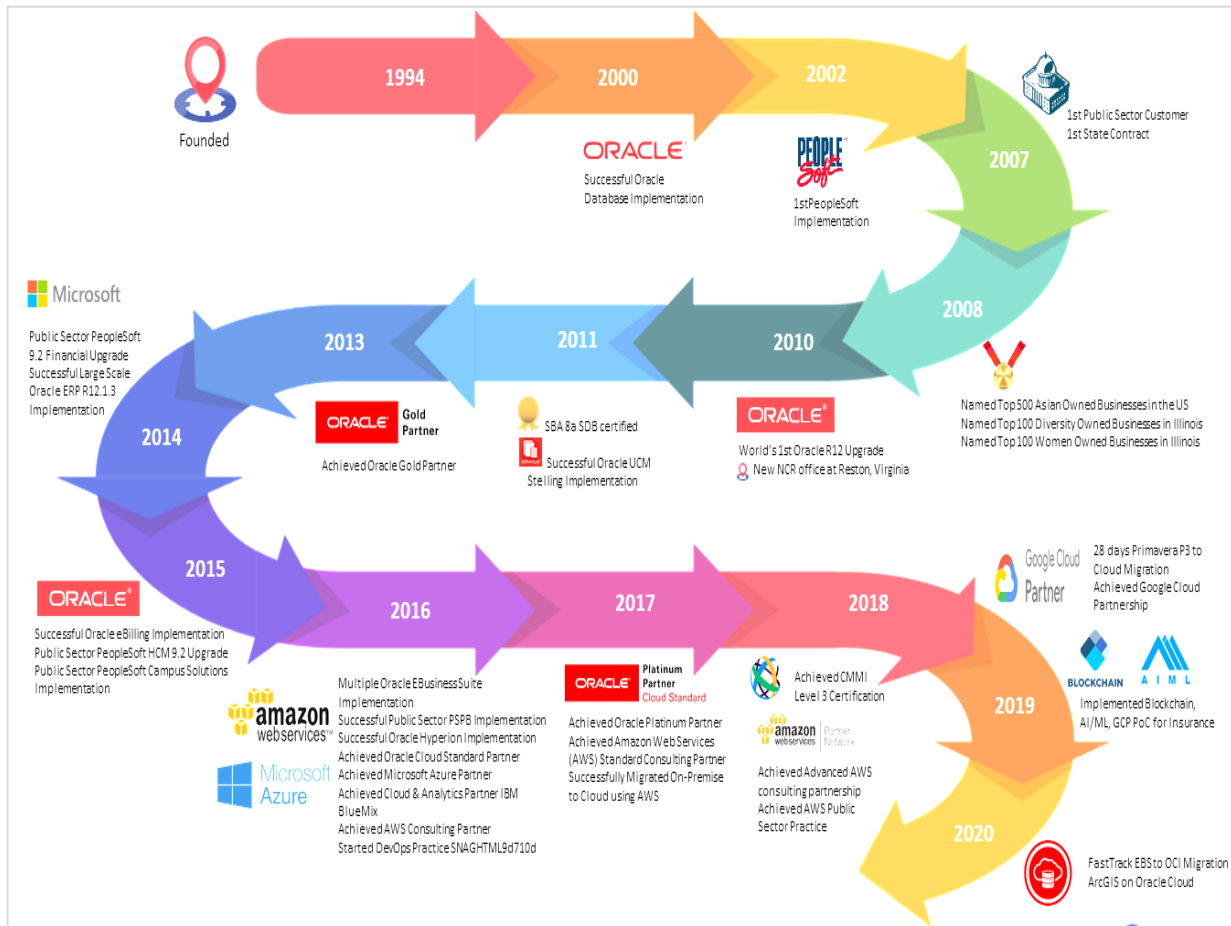 1994
2000
2002
Founded
ORACLE
Successful Oracle
Database Implementation
PEOPLE
Soft
1stPeopleSoft
Implementation
1st Public Sector Customer
1st State Contract
2007
2008
Named Top 500 Asian Owned Businesses in the US
Named Top 100 Diversity Owned Businesses in Illinois
Named Top 100 Women Owned Businesses in Illinois
2010
ORACLE®
World's 1st Oracle R12 Upgrade
New NCR office at Reston, Virginia
2011
SBA 8a SDB certified
ORACLE
Successful Oracle UCM
Stelling Implementation
2013
ORACLE®
Gold
Partner
Achieved Oracle Gold Partner
Microsoft
Public Sector PeopleSoft
9.2 Financial Upgrade
Successful Large Scale
Oracle ERP R12.1.3
Implementation
2014
2015
ORACLE®
Successful Oracle eBilling Implementation
Public Sector PeopleSoft HCM 9.2 Upgrade
Public Sector PeopleSoft Campus Solutions
Implementation
2016
amazon
webservices™
Microsoft
Azure
Multiple Oracle EBusiness Suite
Implementation
Successful Public Sector PSPB Implementation
Successful Oracle Hyperion Implementation
Achieved Oracle Cloud Standard Partner
Achieved Microsoft Azure Partner
Achieved Cloud & Analytics Partner IBM
BlueMix
Achieved AWS Consulting Partner
Started DevOps Practice SNAGHTML9d710d
2017
ORACLE®
Platinum
Partner
Cloud Standard
Achieved Oracle Platinum Partner
Achieved Amazon Web Services
(AWS) Standard Consulting Partner
Successfully Migrated On-Premise
to Cloud using AWS
2018
Achieved CMMI
Level 3 Certification
amazon
webservices
Partner
Network
Achieved Advanced AWS
consulting partnership
Achieved AWS Public
Sector Practice
Google Cloud
Partner
28 days Primavera P3 to
Cloud Migration
Achieved Google Cloud
Partnership
BLOCKCHAIN
AIML
Implemented Blockchain,
AI/ML, GCP PoC for Insurance
2019
2020
FastTrack EBS to OCI Migration
ArcGIS on Oracle Cloud